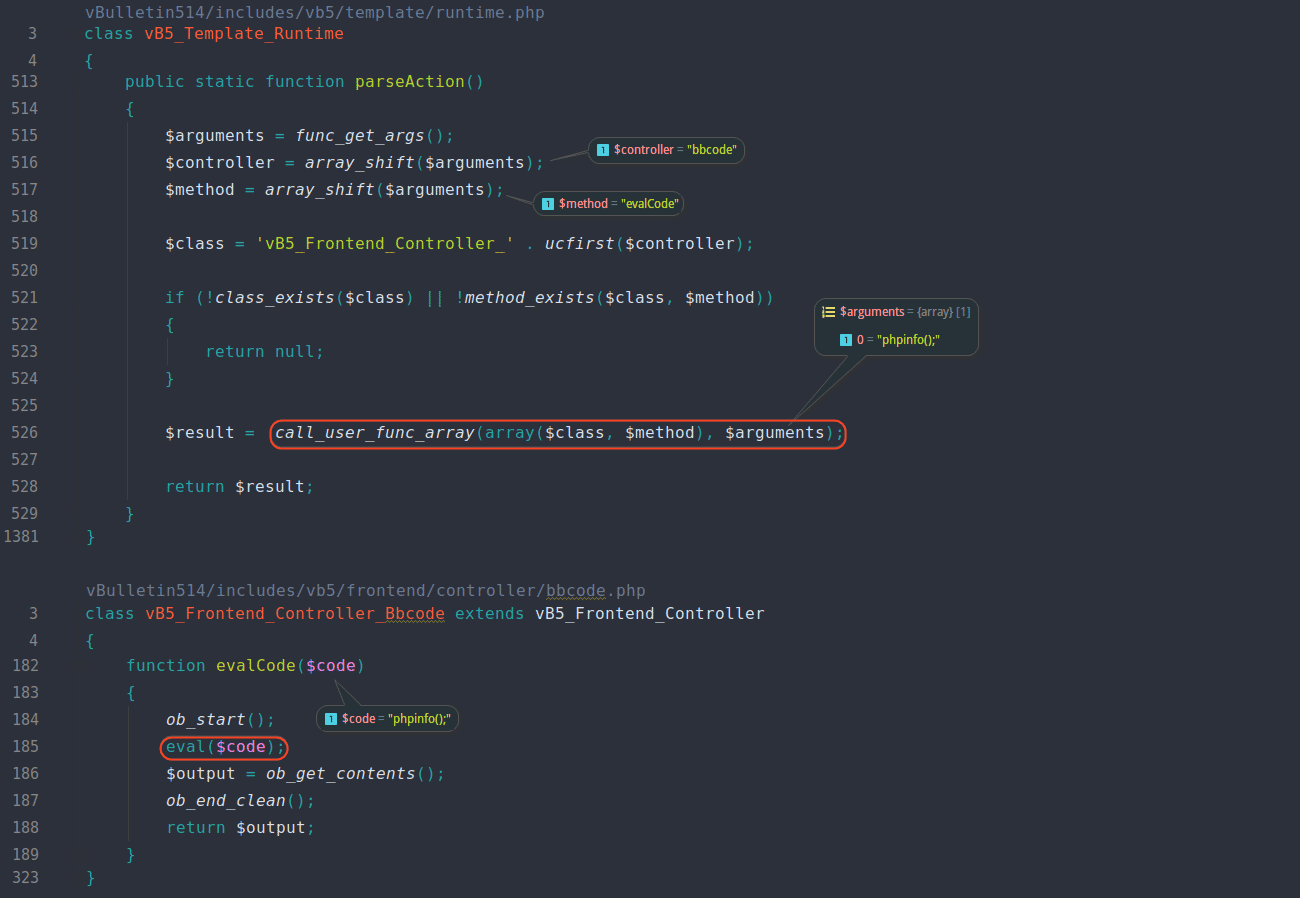 vBulletin514/includes/vb5/template/runtime.php
3 class vB5_Template_Runtime
4 {
513 public static function parseAction()
514 {
515 $arguments = func_get_args();
516 $controller = array_shift($arguments);
1 $controller = "bbcode"
517 $method = array_shift($arguments);
1 $method = "evalCode"
518
519 $class = 'vB5_Frontend_Controller_' . ucfirst($controller);
520
521 if (!class_exists($class) || !method_exists($class, $method))
522 {
523 return null;
524 }
$arguments = {array} [1]
1 0 = "phpinfo();"
525
526 $result = call_user_func_array(array($class, $method), $arguments);
527
528 return $result;
529 }
1381 }
vBulletin514/includes/vb5/frontend/controller/bbcode.php
3 class vB5_Frontend_Controller_Bbcode extends vB5_Frontend_Controller
4 {
182 function evalCode($code)
183 {
184 ob_start();
1 $code = "phpinfo();"
185 eval($code);
186 $output = ob_get_contents();
187 ob_end_clean();
188 return $output;
189 }
323 }